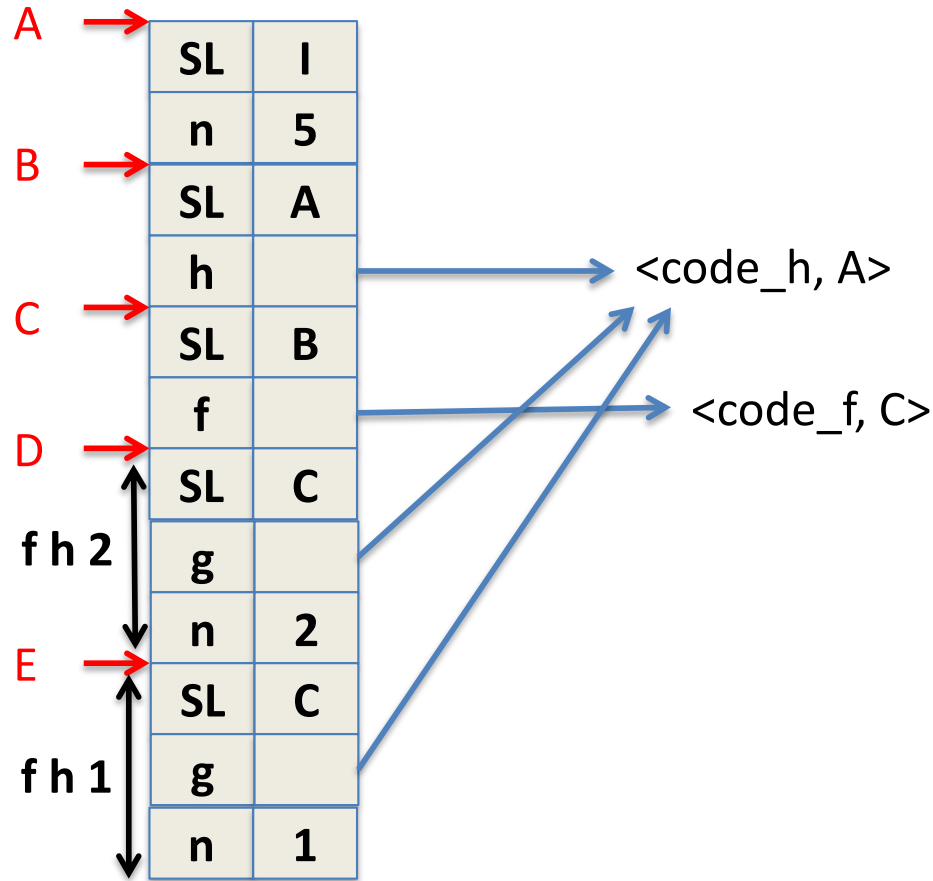 A
SL I
n 5
B
SL A
h
<code_h, A>
C
SL B
f
<code_f, C>
D
SL C
f h 2
g
n 2
E
SL C
f h 1
g
n 1